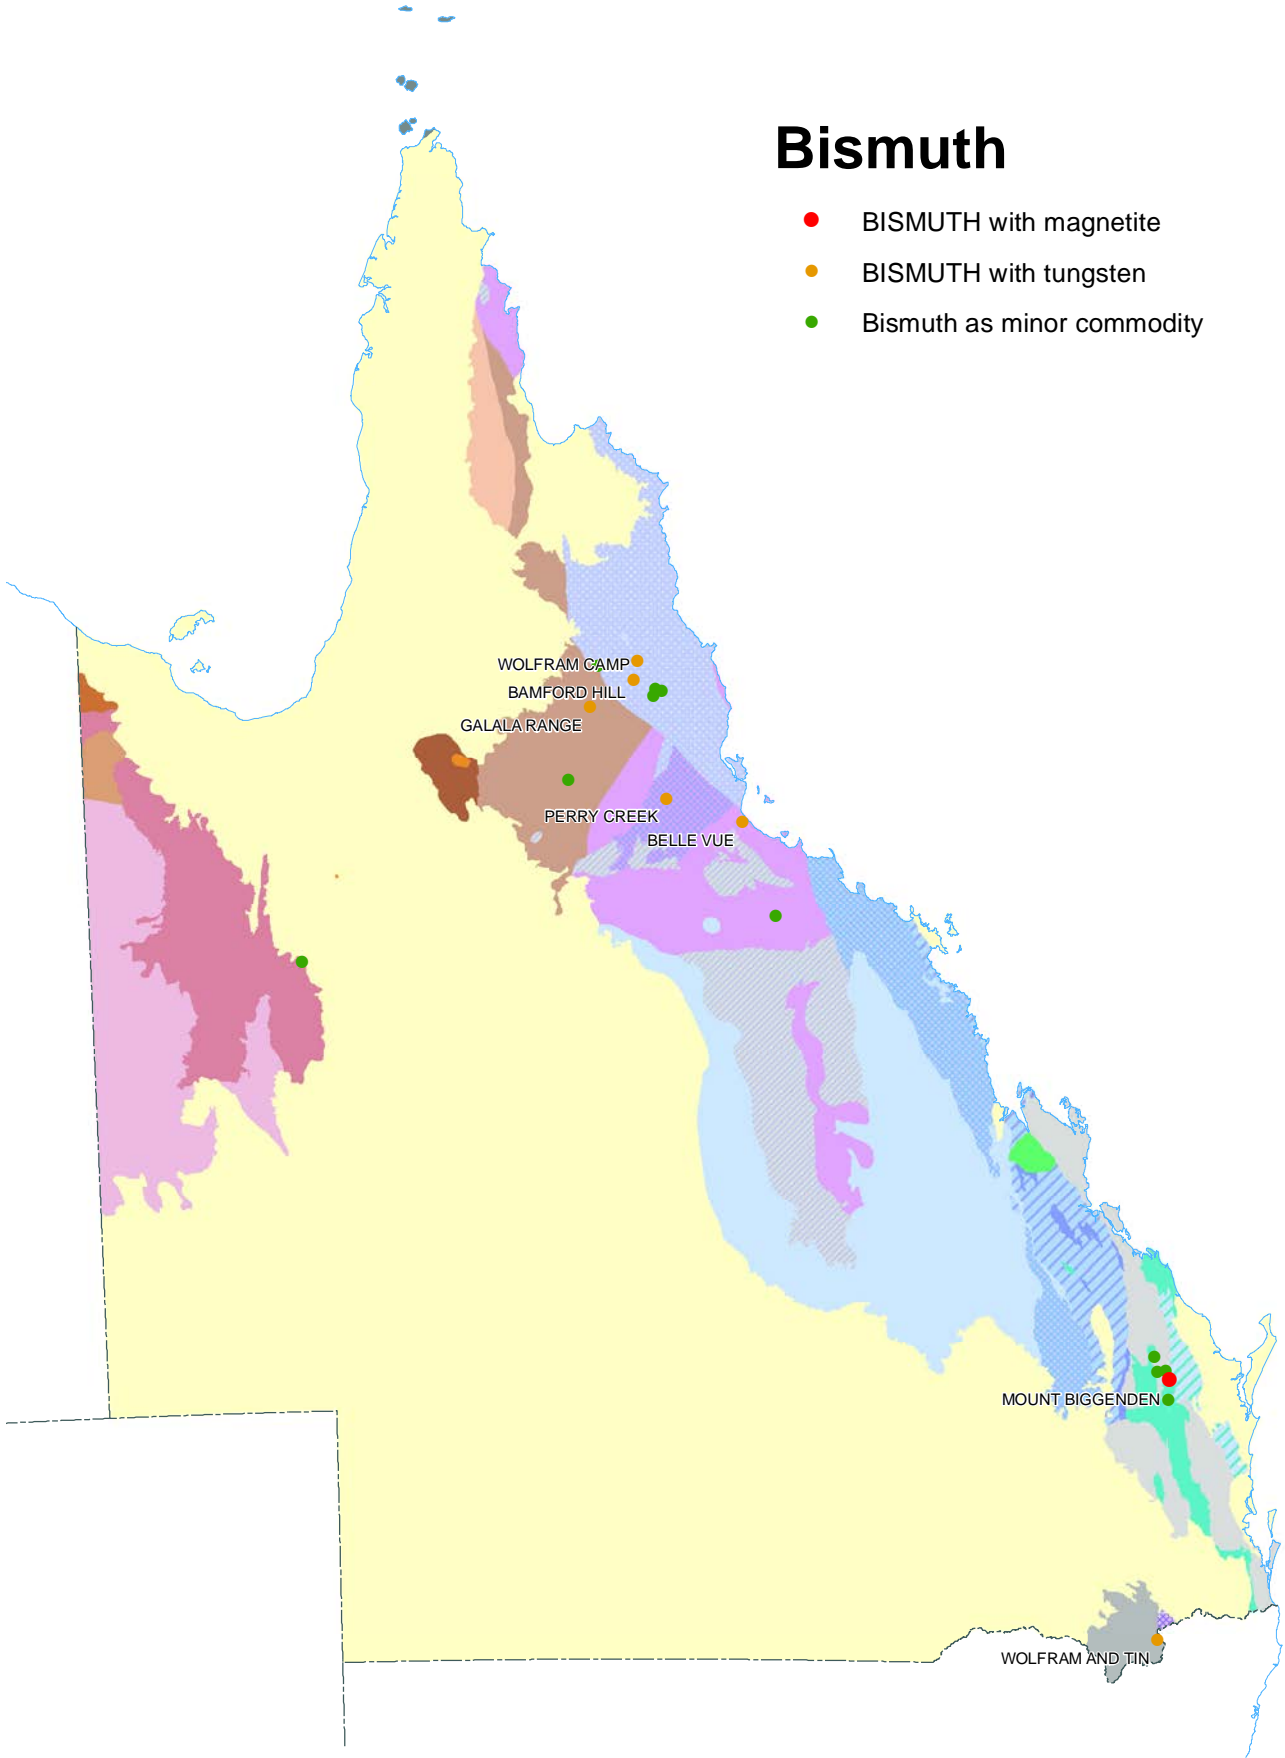 Bismuth
BISMUTH with magnetite
BISMUTH with tungsten
Bismuth as minor commodity
WOLFRAM CAMP
BAMFORD HILL
GALALA RANGE
PERRY CREEK
BELLE VUE
MOUNT BIGGENDEN
WOLFRAM AND TIN